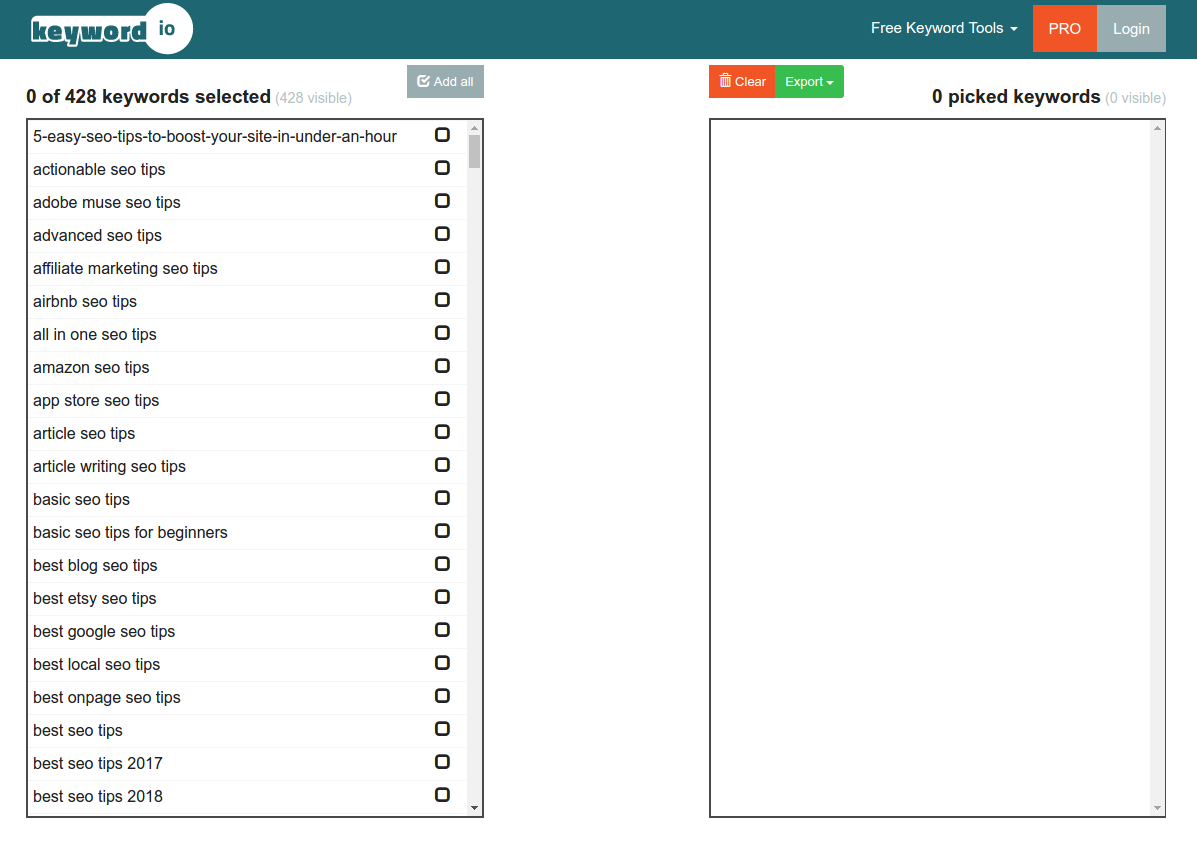 keyword io
Free Keyword Tools
PRO
Login
0 of 428 keywords selected (428 visible)
Add all
Clear
Export
0 picked keywords (0 visible)
5-easy-seo-tips-to-boost-your-site-in-under-an-hour
actionable seo tips
adobe muse seo tips
advanced seo tips
affiliate marketing seo tips
airbnb seo tips
all in one seo tips
amazon seo tips
app store seo tips
article seo tips
article writing seo tips
basic seo tips
basic seo tips for beginners
best blog seo tips
best etsy seo tips
best google seo tips
best local seo tips
best onpage seo tips
best seo tips
best seo tips 2017
best seo tips 2018